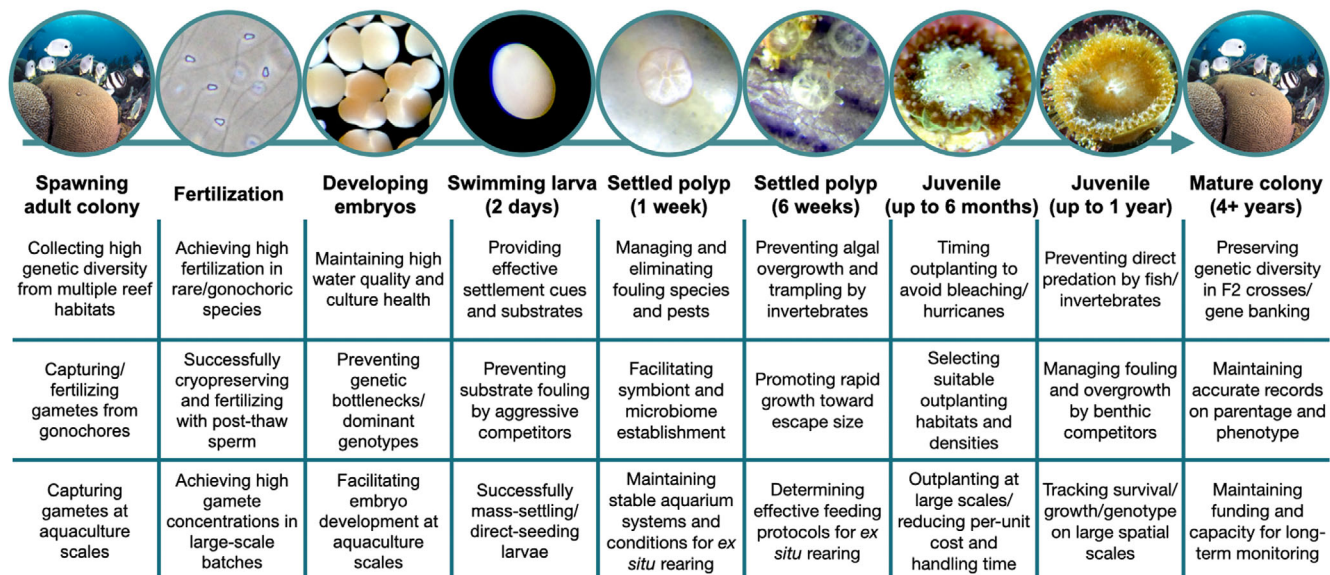 Spawning
adult colony
Fertilization
Developing
embryos
Swimming larva
(2 days)
Settled polyp
(1 week)
Settled polyp
(6 weeks)
Juvenile
(up to 6 months)
Juvenile
(up to 1 year)
Mature colony
(4+ years)
Collecting high
genetic diversity
from multiple reef
habitats
Achieving high
fertilization in
rare/gonochoric
species
Maintaining high
water quality and
culture health
Providing
effective
settlement cues
and substrates
Managing and
eliminating
fouling species
and pests
Preventing algal
overgrowth and
trampling by
invertebrates
Timing
outplanting to
avoid bleaching/
hurricanes
Preventing direct
predation by fish/
invertebrates
Preserving
genetic diversity
in F2 crosses/
gene banking
Capturing/
fertilizing
gametes from
gonochores
Successfully
cryopreserving
and fertilizing
with post-thaw
sperm
Preventing
genetic
bottlenecks/
dominant
genotypes
Preventing
substrate fouling
by aggressive
competitors
Facilitating
symbiont and
microbiome
establishment
Promoting rapid
growth toward
escape size
Selecting
suitable
outplanting
habitats and
densities
Managing fouling
and overgrowth
by benthic
competitors
Maintaining
accurate records
on parentage and
phenotype
Capturing
gametes at
aquaculture
scales
Achieving high
gamete
concentrations in
large-scale
batches
Facilitating
embryo
development at
aquaculture
scales
Successfully
mass-settling/
direct-seeding
larvae
Maintaining
stable aquarium
systems and
conditions for ex
situ rearing
Determining
effective feeding
protocols for ex
situ rearing
Outplanting at
large scales/
reducing per-unit
cost and
handling time
Tracking survival/
growth/genotype
on large spatial
scales
Maintaining
funding and
capacity for long-
term monitoring